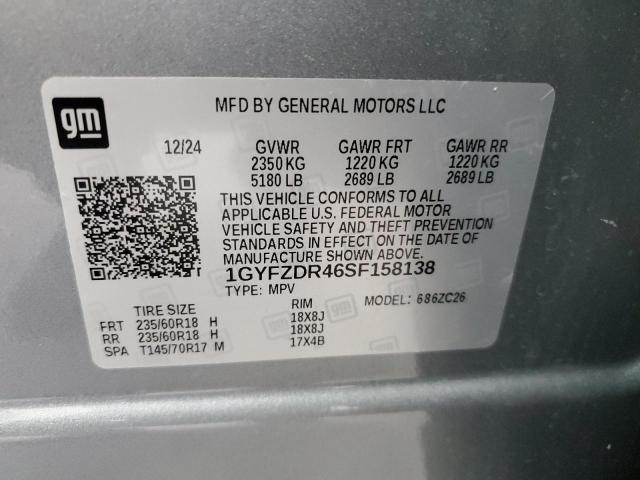 gm
MFD BY GENERAL MOTORS LLC
12/24 GVWR GAWR FRT GAWR RR
2350 KG 1220 KG 1220 KG
5180 LB 2689 LB 2689 LB
THIS VEHICLE CONFORMS TO ALL
APPLICABLE U.S. FEDERAL MOTOR
VEHICLE SAFETY AND THEFT PREVENTION
STANDARDS IN EFFECT ON THE DATE OF
MANUFACTURE SHOWN ABOVE.
1GYFZDR46SF158138
TYPE: MPV MODEL: 686ZC26
TIRE SIZE RIM
FRT 235/60R18 H 18X8J
RR 235/60R18 H 18X8J
SPA T145/70R17 M 17X4B